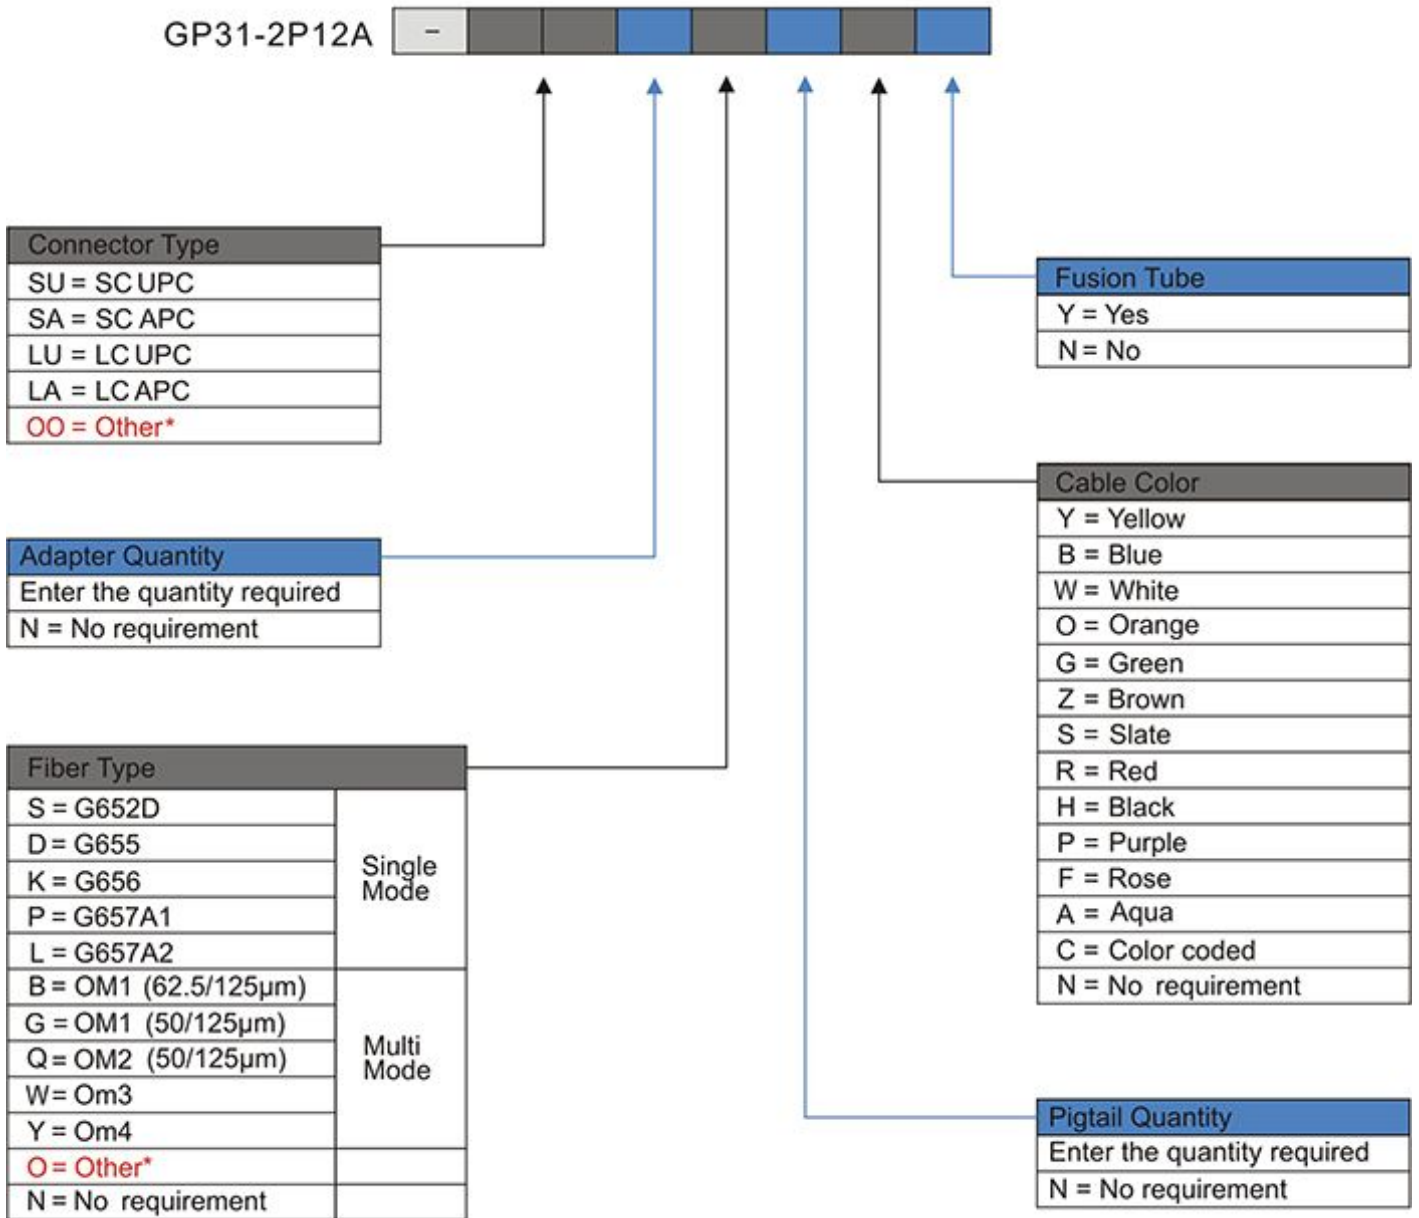 GP31-2P12A –
Connector Type
SU = SC UPC
SA = SC APC
LU = LC UPC
LA = LC APC
OO = Other*
Adapter Quantity
Enter the quantity required
N = No requirement
Fiber Type
S = G652D
D = G655
K = G656
P = G657A1
L = G657A2
Single
Mode
B = OM1 (62.5/125μm)
G = OM1 (50/125μm)
Q = OM2 (50/125μm)
W = Om3
Y = Om4
Multi
Mode
O = Other*
N = No requirement
Fusion Tube
Y = Yes
N = No
Cable Color
Y = Yellow
B = Blue
W = White
O = Orange
G = Green
Z = Brown
S = Slate
R = Red
H = Black
P = Purple
F = Rose
A = Aqua
C = Color coded
N = No requirement
Pigtail Quantity
Enter the quantity required
N = No requirement